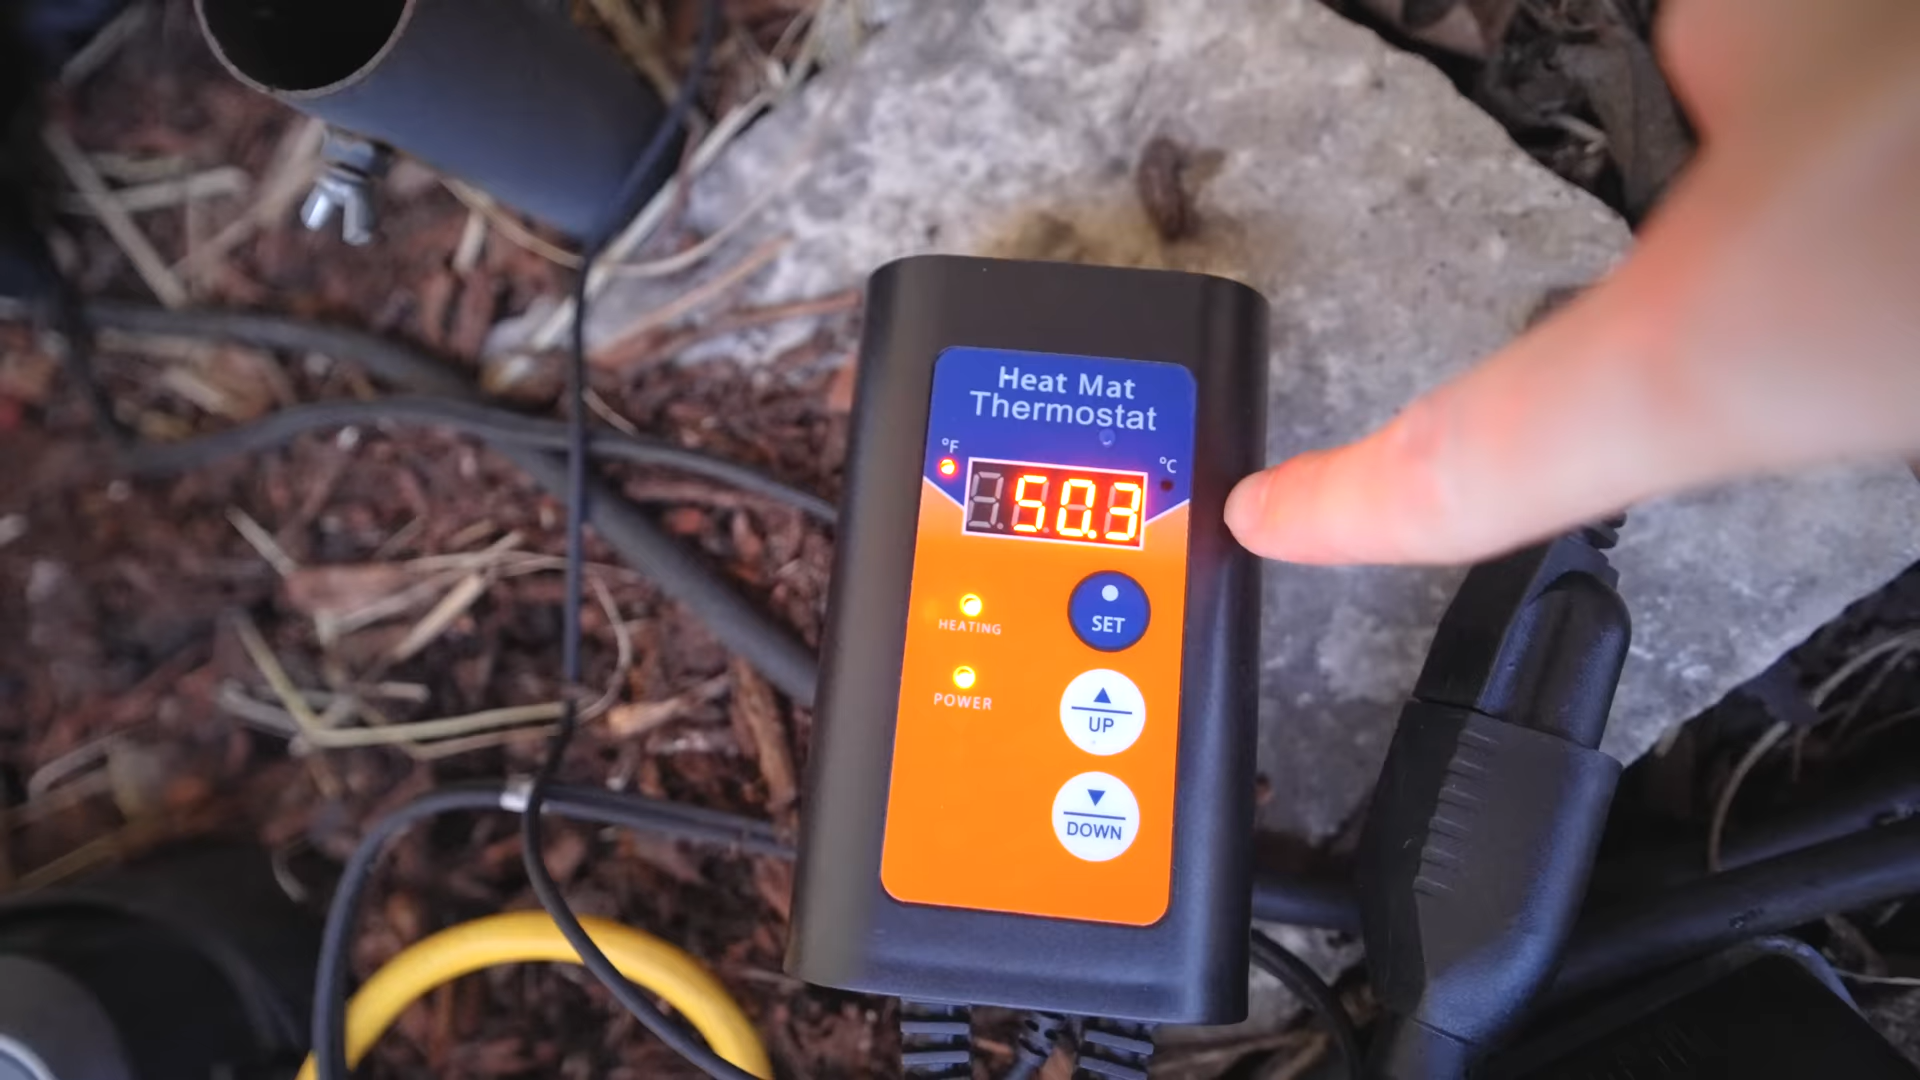 Heat Mat
Thermostat
°F
°C
50.3
HEATING
SET
POWER
UP
DOWN